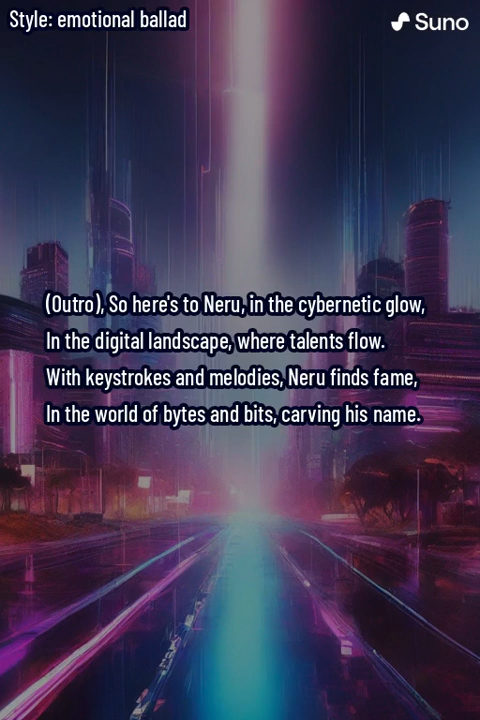 Style: emotional ballad
Suno
(Outro), So here's to Neru, in the cybernetic glow,
In the digital landscape, where talents flow.
With keystrokes and melodies, Neru finds fame,
In the world of bytes and bits, carving his name.